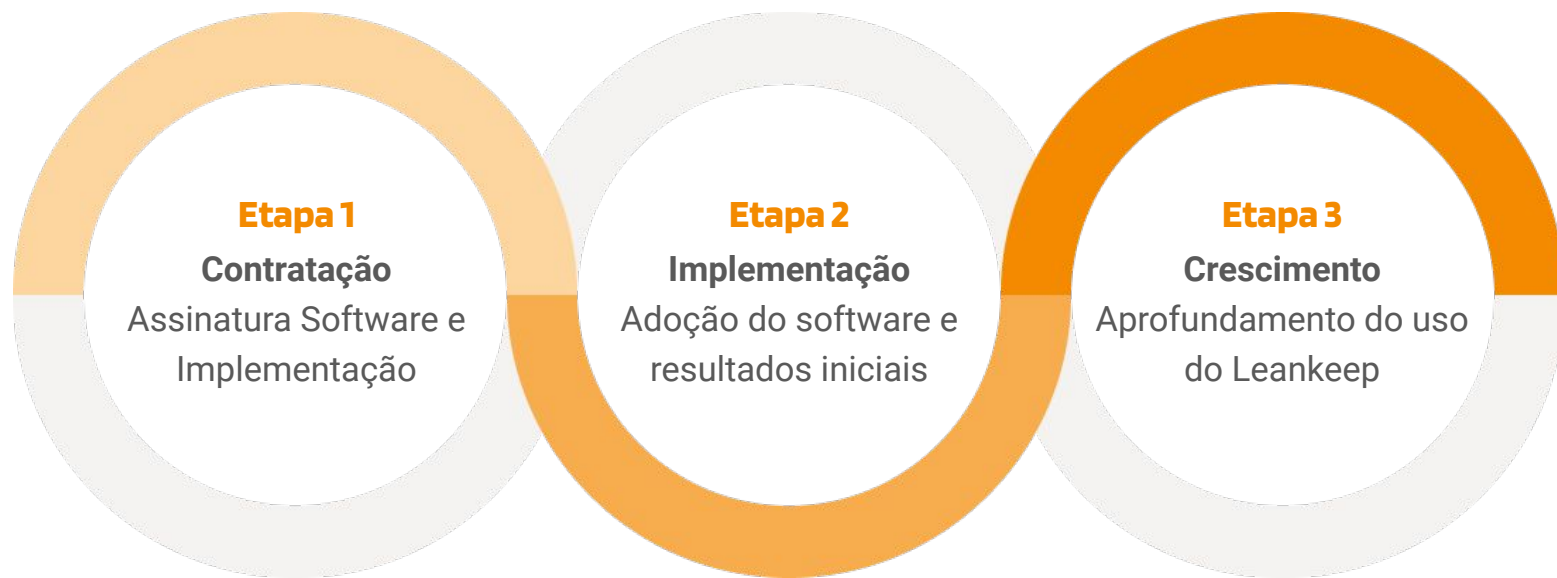 Etapa 1
Contratação
Assinatura Software e
Implementação
Etapa 2
Implementação
Adoção do software e
resultados iniciais
Etapa 3
Crescimento
Aprofundamento do uso
do Leankeep